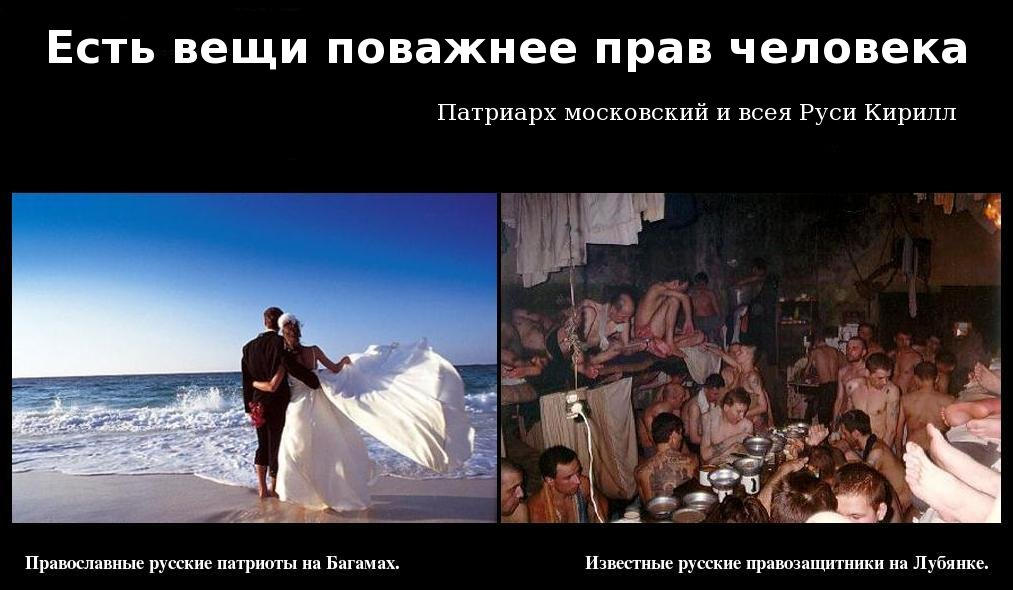 Есть вещи поважнее прав человека
Патриарх московский и всея Руси Кирилл
Православные русские патриоты на Багамах.
Известные русские правозащитники на Лубянке.